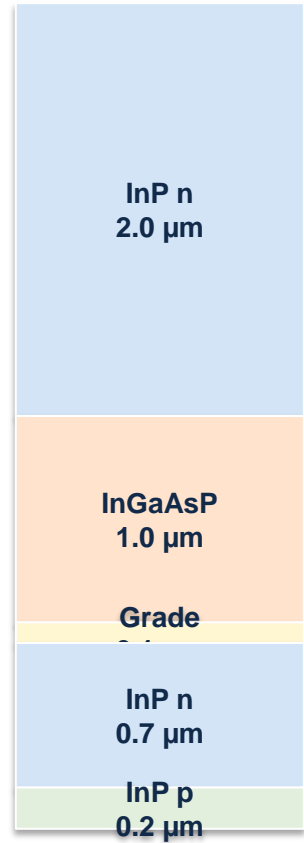 InP n
2.0 µm
InGaAsP
1.0 µm
Grade
InP n
0.7 µm
InP p
0.2 µm